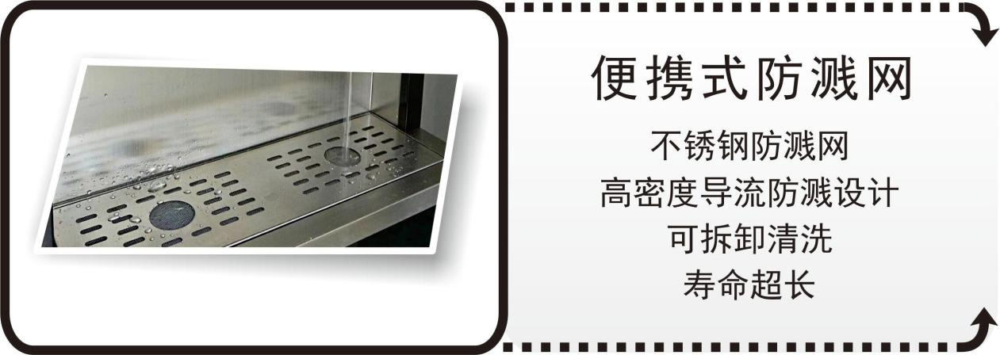 便携式防溅网
不锈钢防溅网
高密度导流防溅设计
可拆卸清洗
寿命超长